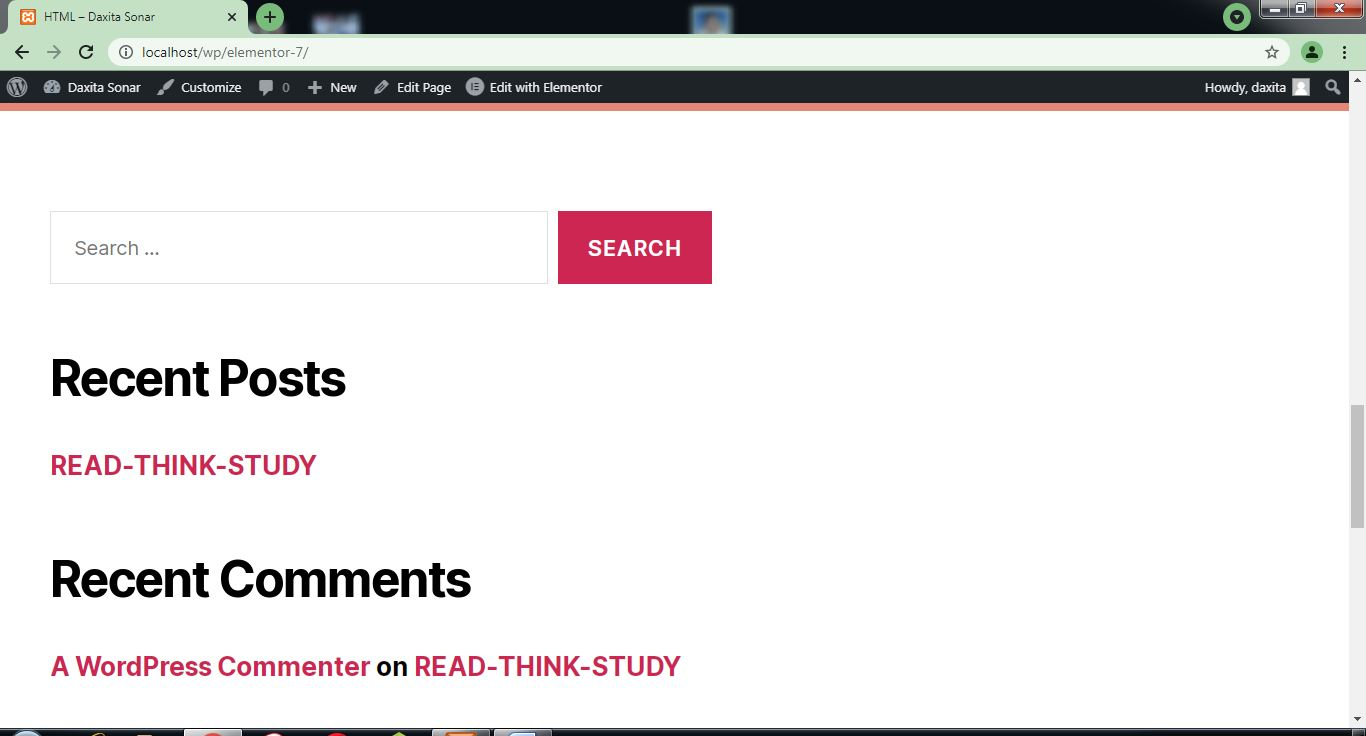 HTML – Daxita Sonar
localhost/wp/elementor-7/
Daxita Sonar Customize 0 New Edit Page Edit with Elementor Howdy, daxita
Search ...
SEARCH
Recent Posts
READ-THINK-STUDY
Recent Comments
A WordPress Commenter on READ-THINK-STUDY